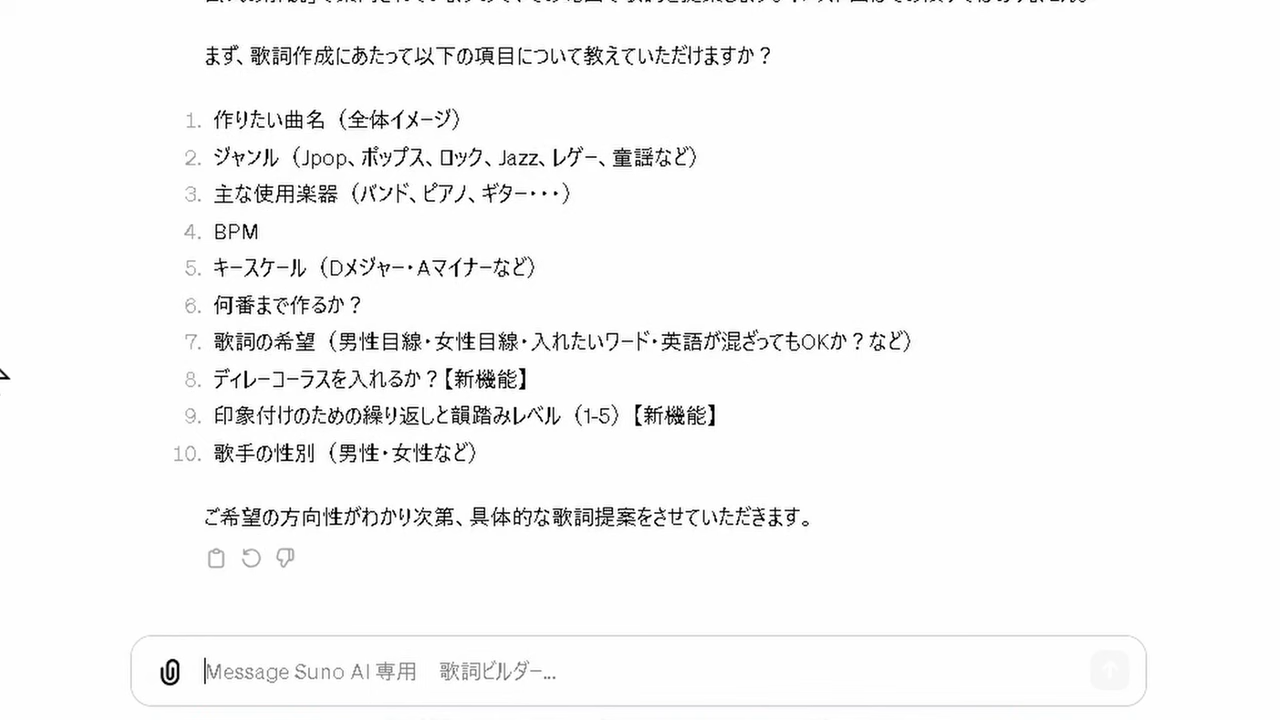 まず、歌詞作成にあたって以下の項目について教えていただけますか？
1. 作りたい曲名（全体イメージ）
2. ジャンル（Jpop、ポップス、ロック、Jazz、レゲー、童謡など）
3. 主な使用楽器（バンド、ピアノ、ギター・・・）
4. BPM
5. キースケール（Dメジャー・Aマイナーなど）
6. 何番まで作るか？
7. 歌詞の希望（男性目線・女性目線・入れたいワード・英語が混ざってもOKか？など）
8. ディレーコーラスを入れるか？【新機能】
9. 印象付けのための繰り返しと韻踏みレベル（1-5）【新機能】
10. 歌手の性別（男性・女性など）
ご希望の方向性がわかり次第、具体的な歌詞提案をさせていただきます。
Message Suno AI 専用　歌詞ビルダー...